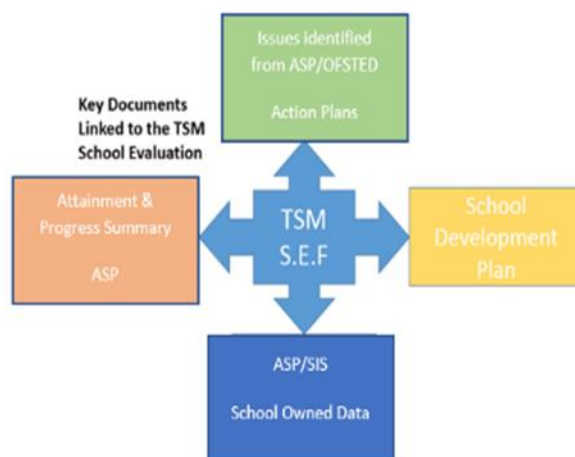 Issues Identified
from ASP/OFSTED
Action Plans
Key Documents
Linked to the TSM
School Evaluation
Attainment &
Progress Summary
ASP
TSM
S.E.F
School
Development
Plan
ASP/SIS
School Owned Data